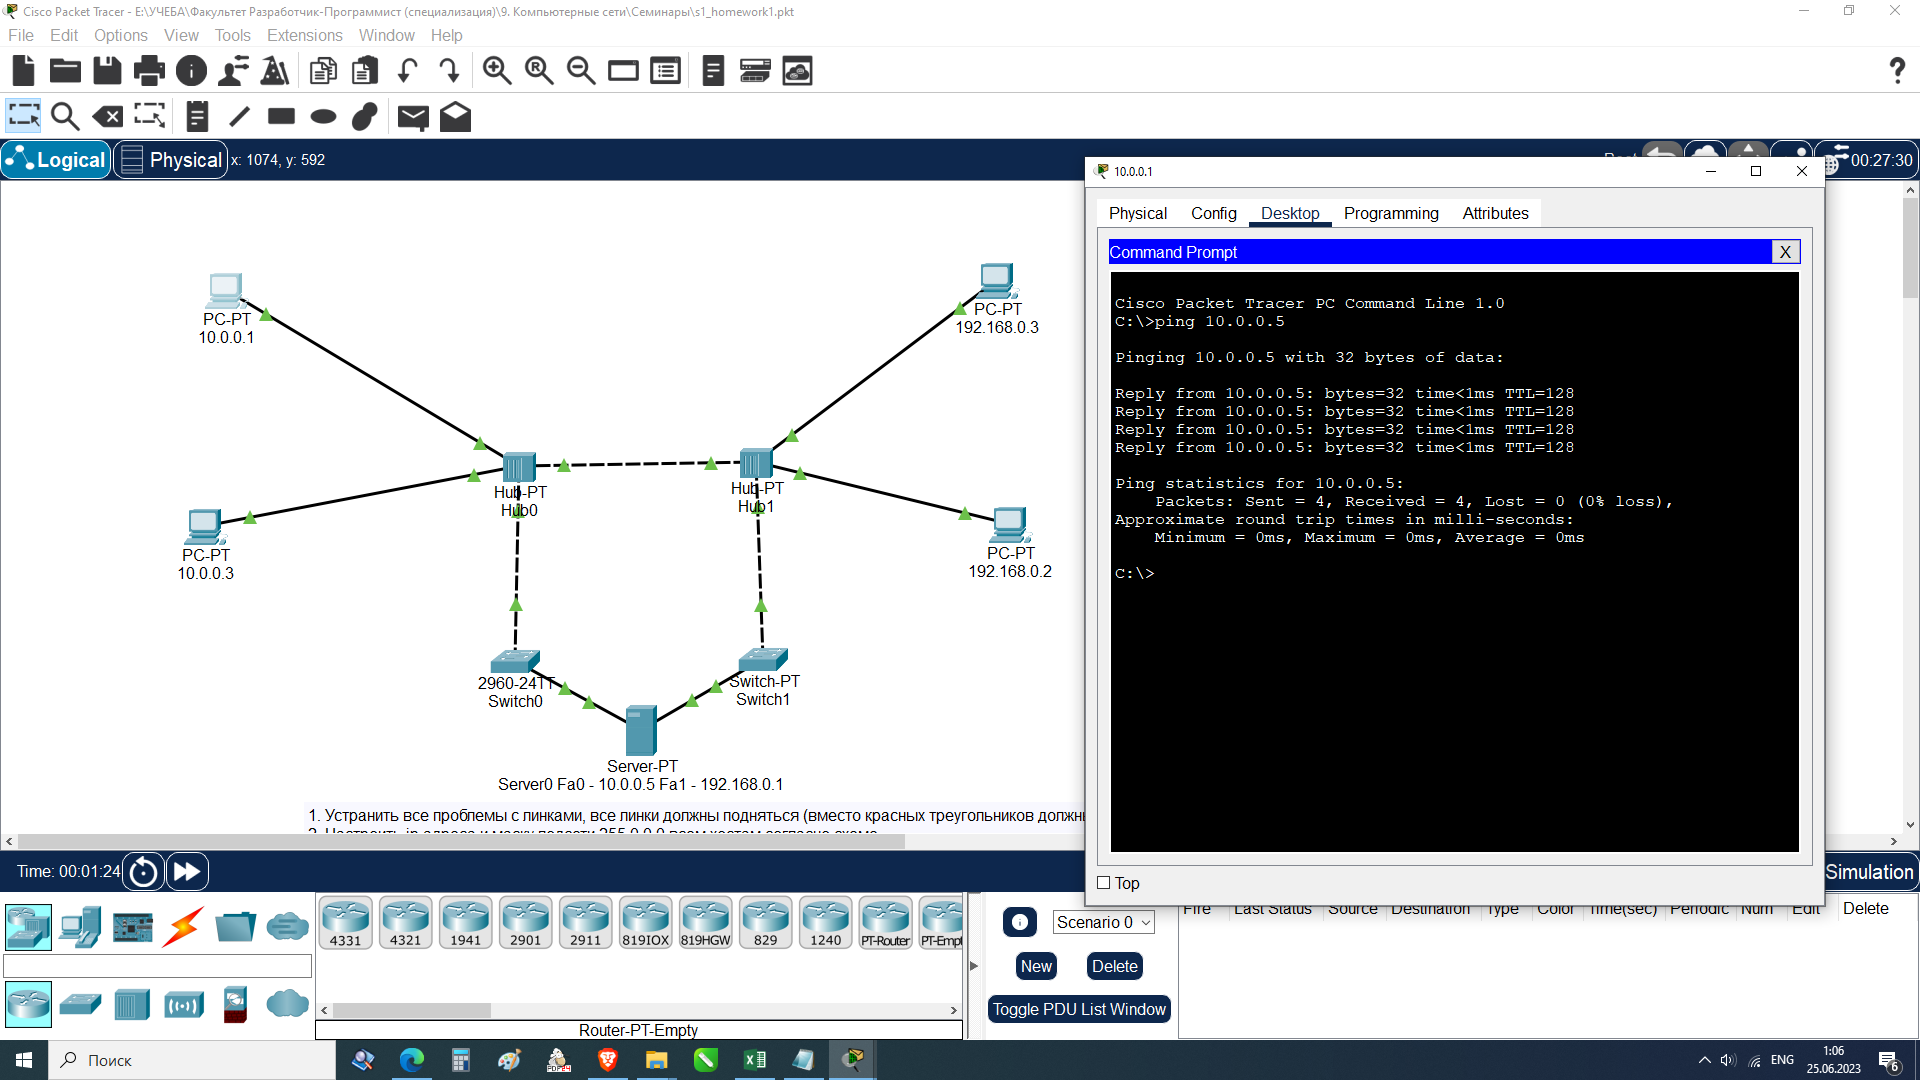 Cisco Packet Tracer - E:\УЧЕБА\Факультет Разработчик-Программист (специализация)\9. Компьютерные сети\Семинары\s1_homework1.pkt
File Edit Options View Tools Extensions Window Help
Logical Physical x: 1074, y: 592
00:27:30
10.0.0.1
Physical Config Desktop Programming Attributes
Command Prompt X
Cisco Packet Tracer PC Command Line 1.0
C:\>ping 10.0.0.5
Pinging 10.0.0.5 with 32 bytes of data:
Reply from 10.0.0.5: bytes=32 time<1ms TTL=128
Reply from 10.0.0.5: bytes=32 time<1ms TTL=128
Reply from 10.0.0.5: bytes=32 time<1ms TTL=128
Reply from 10.0.0.5: bytes=32 time<1ms TTL=128
Ping statistics for 10.0.0.5:
Packets: Sent = 4, Received = 4, Lost = 0 (0% loss),
Approximate round trip times in milli-seconds:
Minimum = 0ms, Maximum = 0ms, Average = 0ms
C:\>
Top
PC-PT
10.0.0.1
PC-PT
192.168.0.3
Hub-PT
Hub0
Hub-PT
Hub1
PC-PT
10.0.0.3
PC-PT
192.168.0.2
2960-24TT
Switch0
Switch-PT
Switch1
Server-PT
Server0 Fa0 - 10.0.0.5 Fa1 - 192.168.0.1
1. Устранить все проблемы с линками, все линки должны подняться (вместо красных треугольников
Time: 00:01:24
Simulation
4331 4321 1941 2901 2911 819IOX 819HGW 829 1240 PT-Router PT-Empt
Router-PT-Empty
Scenario 0
New Delete
Toggle PDU List Window
Fire Last Status Source Destination Type Color Time(sec) Periodic Num Edit Delete
Поиск
PDF24
ENG
1:06
25.06.2023
6